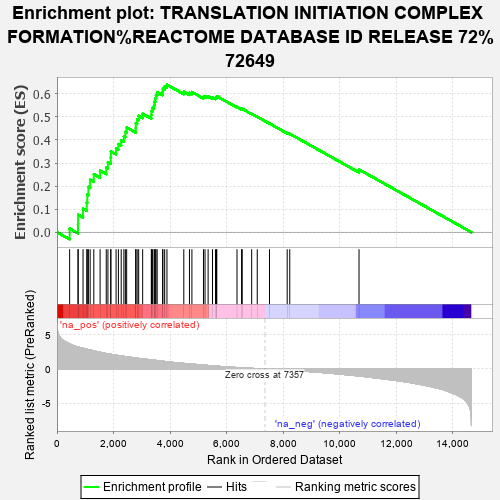 Enrichment plot: TRANSLATION INITIATION COMPLEX
FORMATION%REACTOME DATABASE ID RELEASE 72%
72649
Enrichment score (ES)
0.6
0.5
0.4
0.3
0.2
0.1
0.0
Ranked list metric (PreRanked)
'na_pos' (positively correlated)
5
0
-5
Zero cross at 7357
'na_neg' (negatively correlated)
0 2,000 4,000 6,000 8,000 10,000 12,000 14,000
Rank in Ordered Dataset
Enrichment profile Hits Ranking metric scores